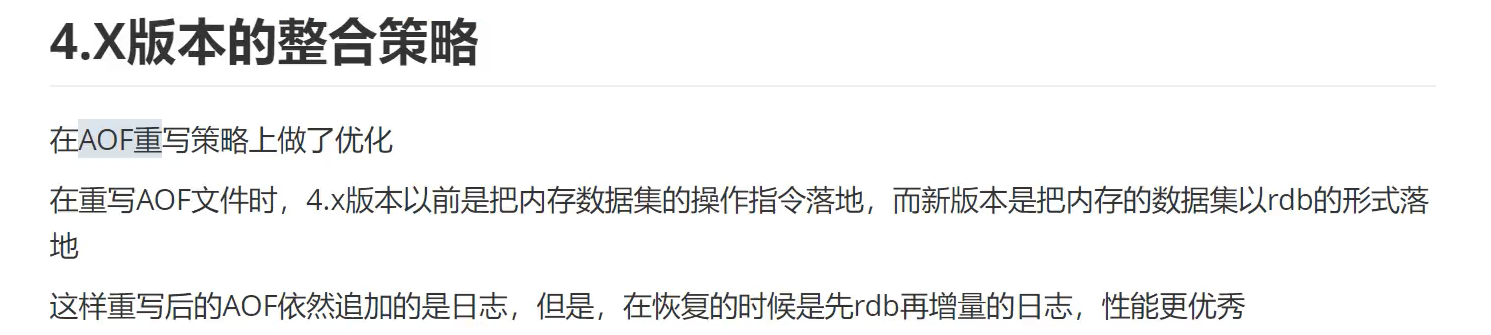 4.X版本的整合策略
在AOF重写策略上做了优化
在重写AOF文件时，4.x版本以前是把内存数据集的操作指令落地，而新版本是把内存的数据集以rdb的形式落
地
这样重写后的AOF依然追加的是日志，但是，在恢复的时候是先rdb再增量的日志，性能更优秀